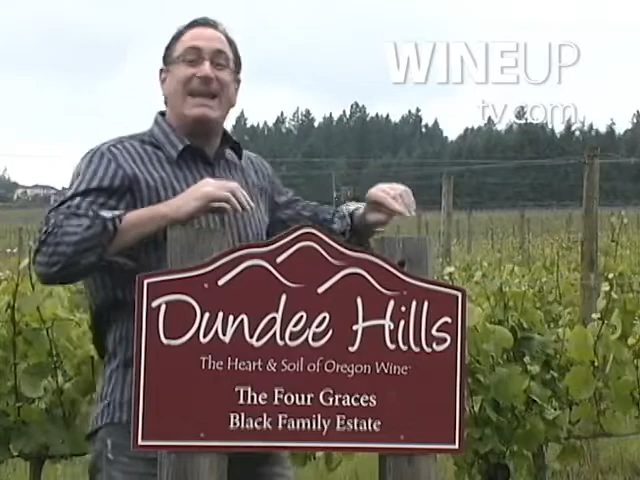 WINEUP
tv.com
Dundee Hills
The Heart & Soil of Oregon Wine
The Four Graces
Black Family Estate